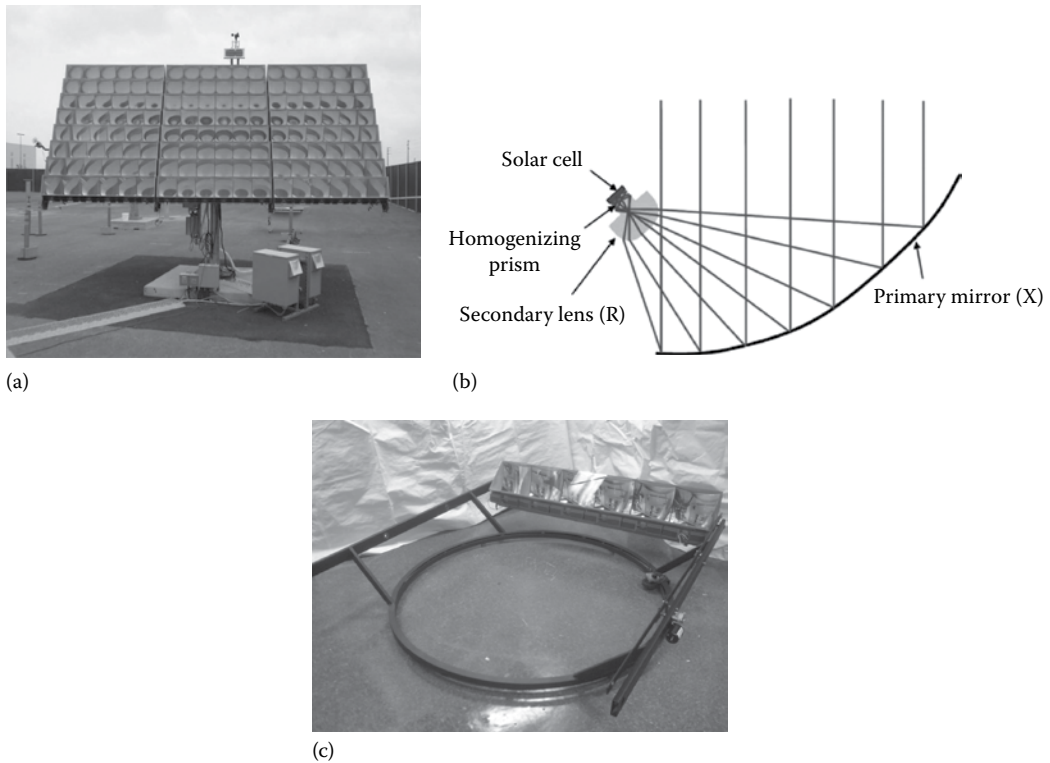 (a)
Solar cell
Homogenizing
prism
Secondary lens (R)
Primary mirror (X)
(b)
(c)